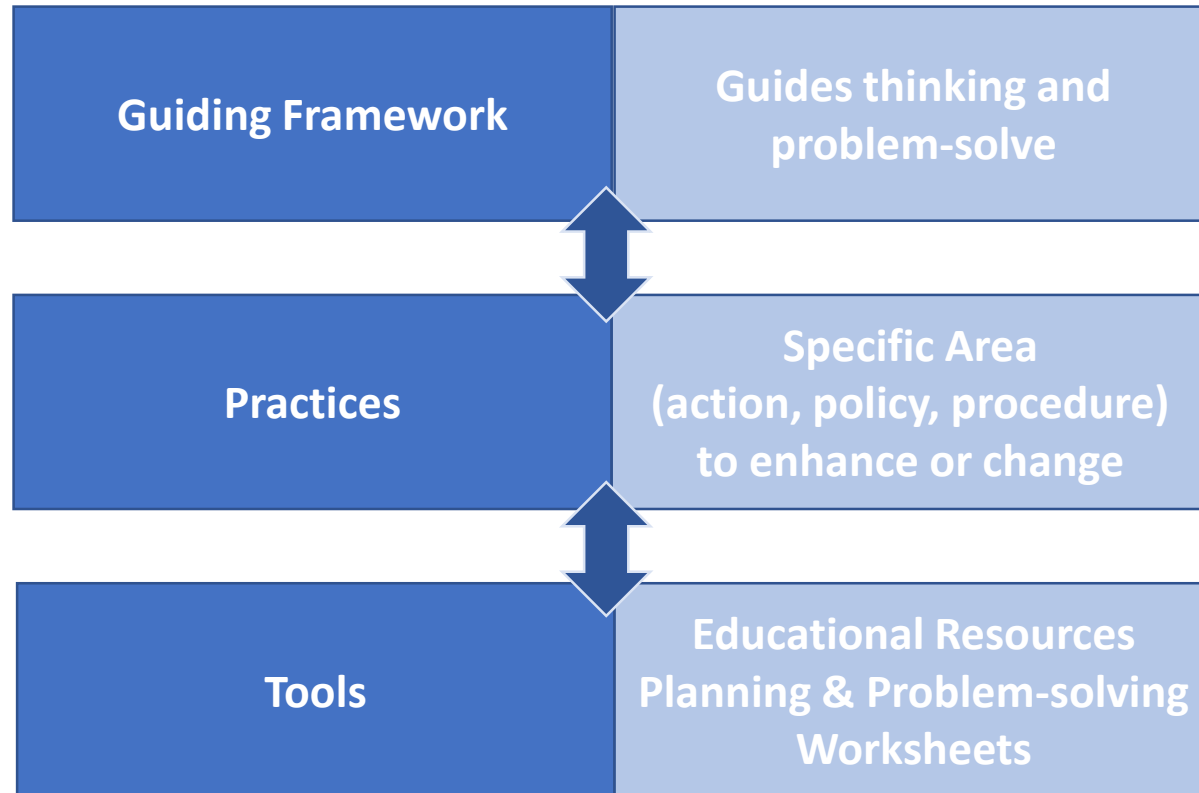 Guiding Framework
Guides thinking and
problem-solve
Practices
Specific Area
(action, policy, procedure)
to enhance or change
Tools
Educational Resources
Planning & Problem-solving
Worksheets